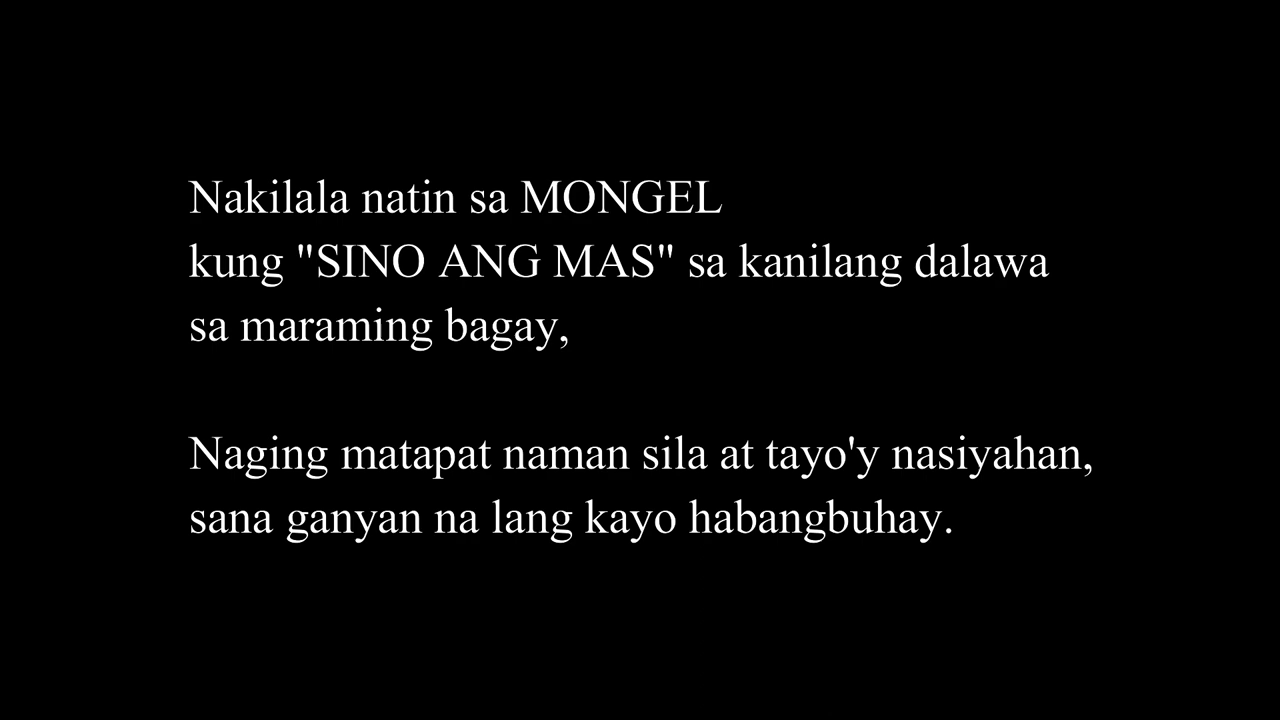 Nakilala natin sa MONGEL
kung "SINO ANG MAS" sa kanilang dalawa
sa maraming bagay,
Naging matapat naman sila at tayo'y nasiyahan,
sana ganyan na lang kayo habangbuhay.